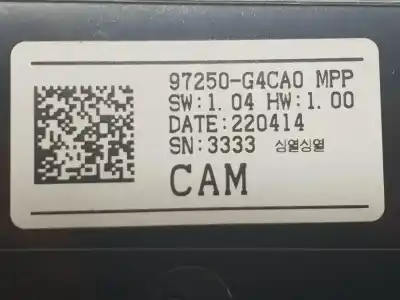 97250-G4CA0 MPP
SW:1.04 HW:1.00
DATE:220414
SN:3333 싱열싱열
CAM